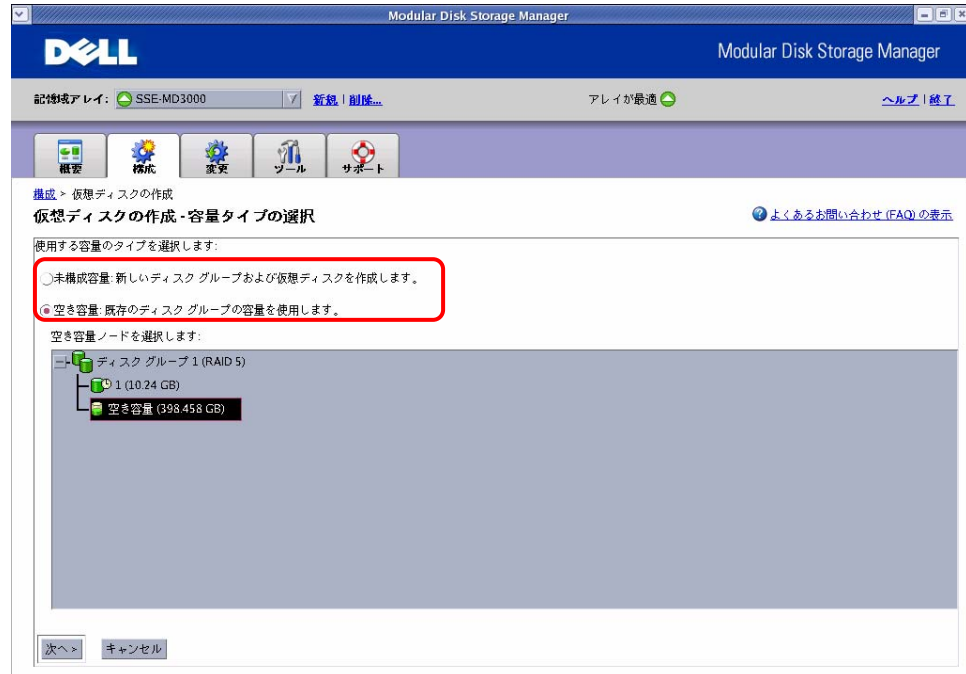 Modular Disk Storage Manager
DELL
Modular Disk Storage Manager
記憶域アレイ: SSE-MD3000 新規 | 削除... アレイが最適 ヘルプ | 終了
概要 構成 変更 ツール サポート
構成 > 仮想ディスクの作成
仮想ディスクの作成 - 容量タイプの選択 よくあるお問い合わせ (FAQ) の表示
使用する容量のタイプを選択します:
未構成容量: 新しいディスク グループおよび仮想ディスクを作成します。
空き容量: 既存のディスク グループの容量を使用します。
空き容量ノードを選択します:
ディスク グループ 1 (RAID 5)
1 (10.24 GB)
空き容量 (398.458 GB)
次へ > キャンセル